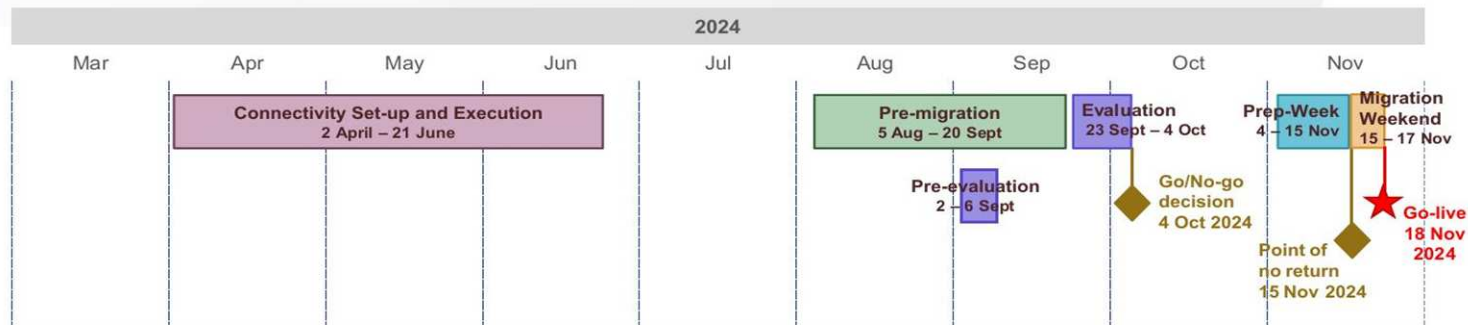 2024
Mar
Apr
May
Jun
Jul
Aug
Sep
Oct
Nov
Connectivity Set-up and Execution
2 April – 21 June
Pre-migration
5 Aug – 20 Sept
Evaluation
23 Sept – 4 Oct
Prep-Week
4 – 15 Nov
Migration
Weekend
15 – 17 Nov
Pre-evaluation
2 – 6 Sept
Go/No-go
decision
4 Oct 2024
Go-live
18 Nov
2024
Point of
no return
15 Nov 2024